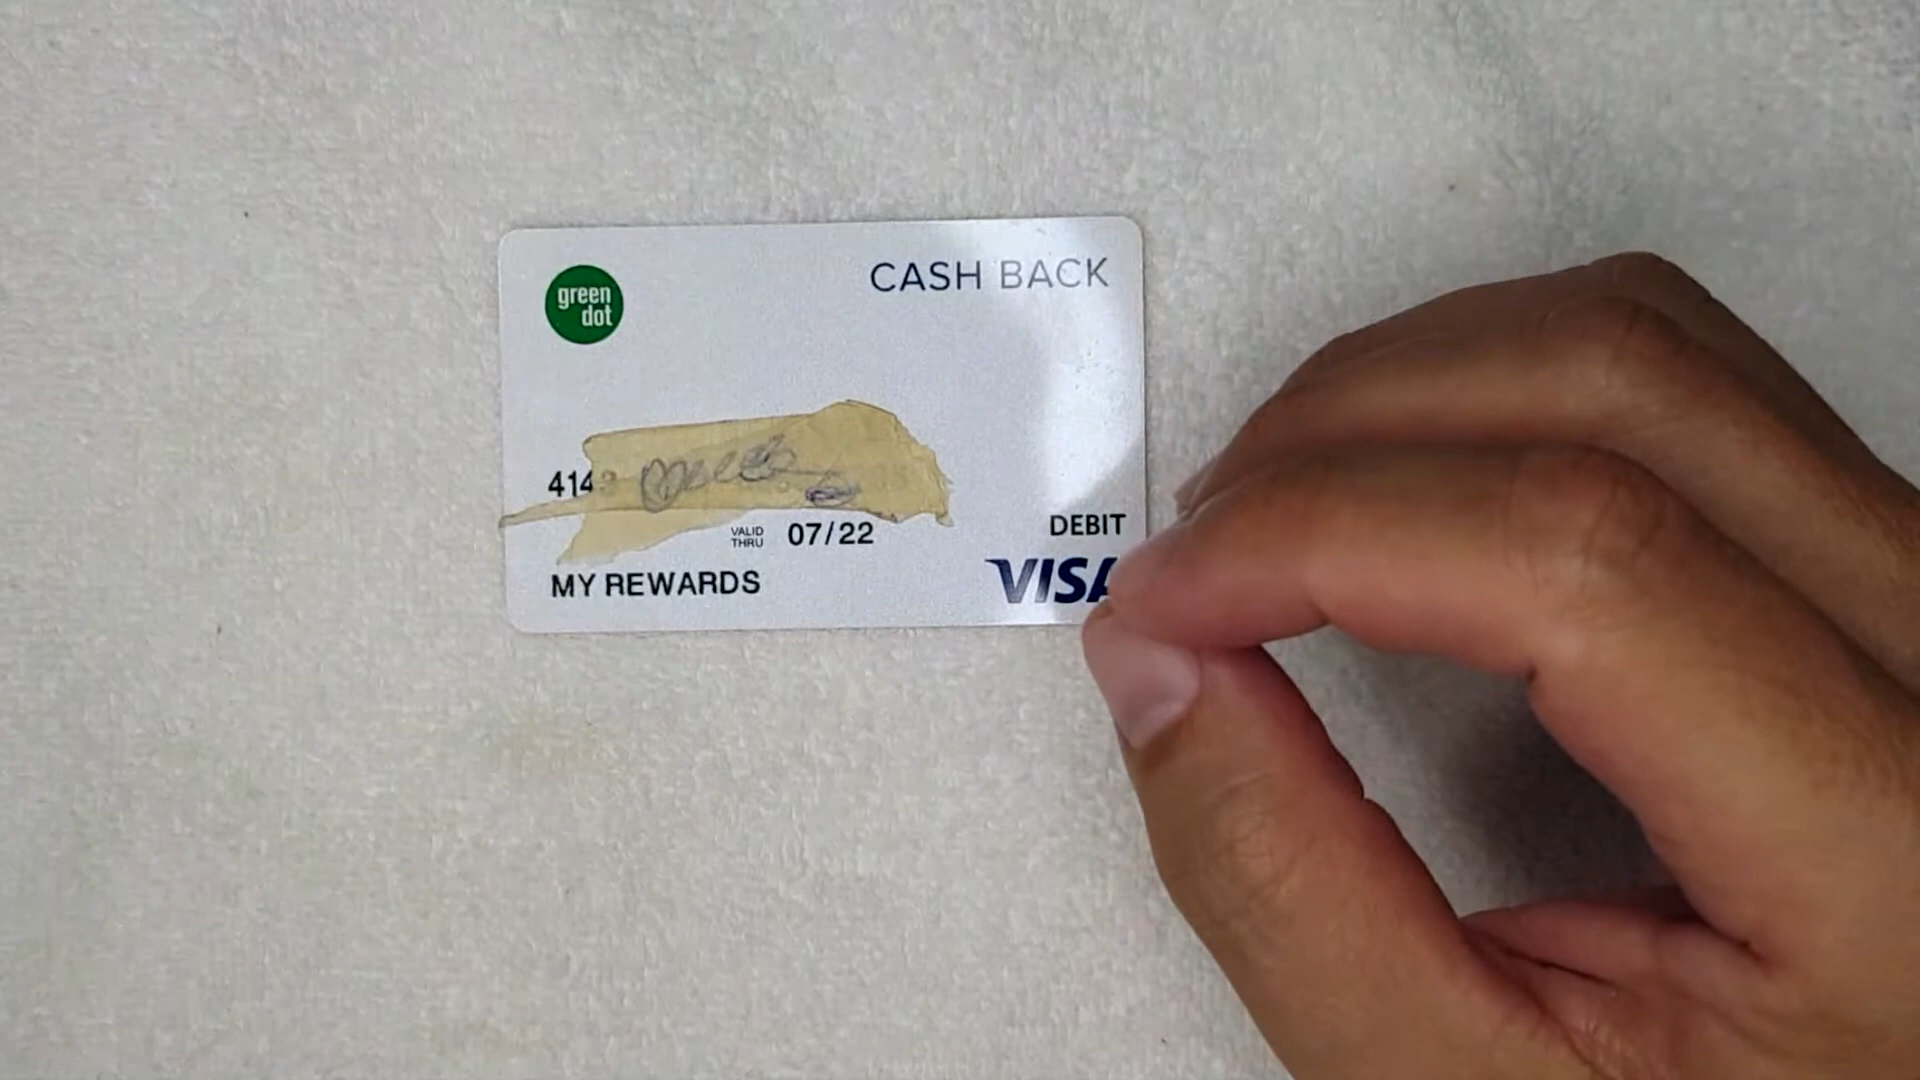 green
dot
CASH BACK
414
VALID
THRU
07/22
DEBIT
VISA
MY REWARDS